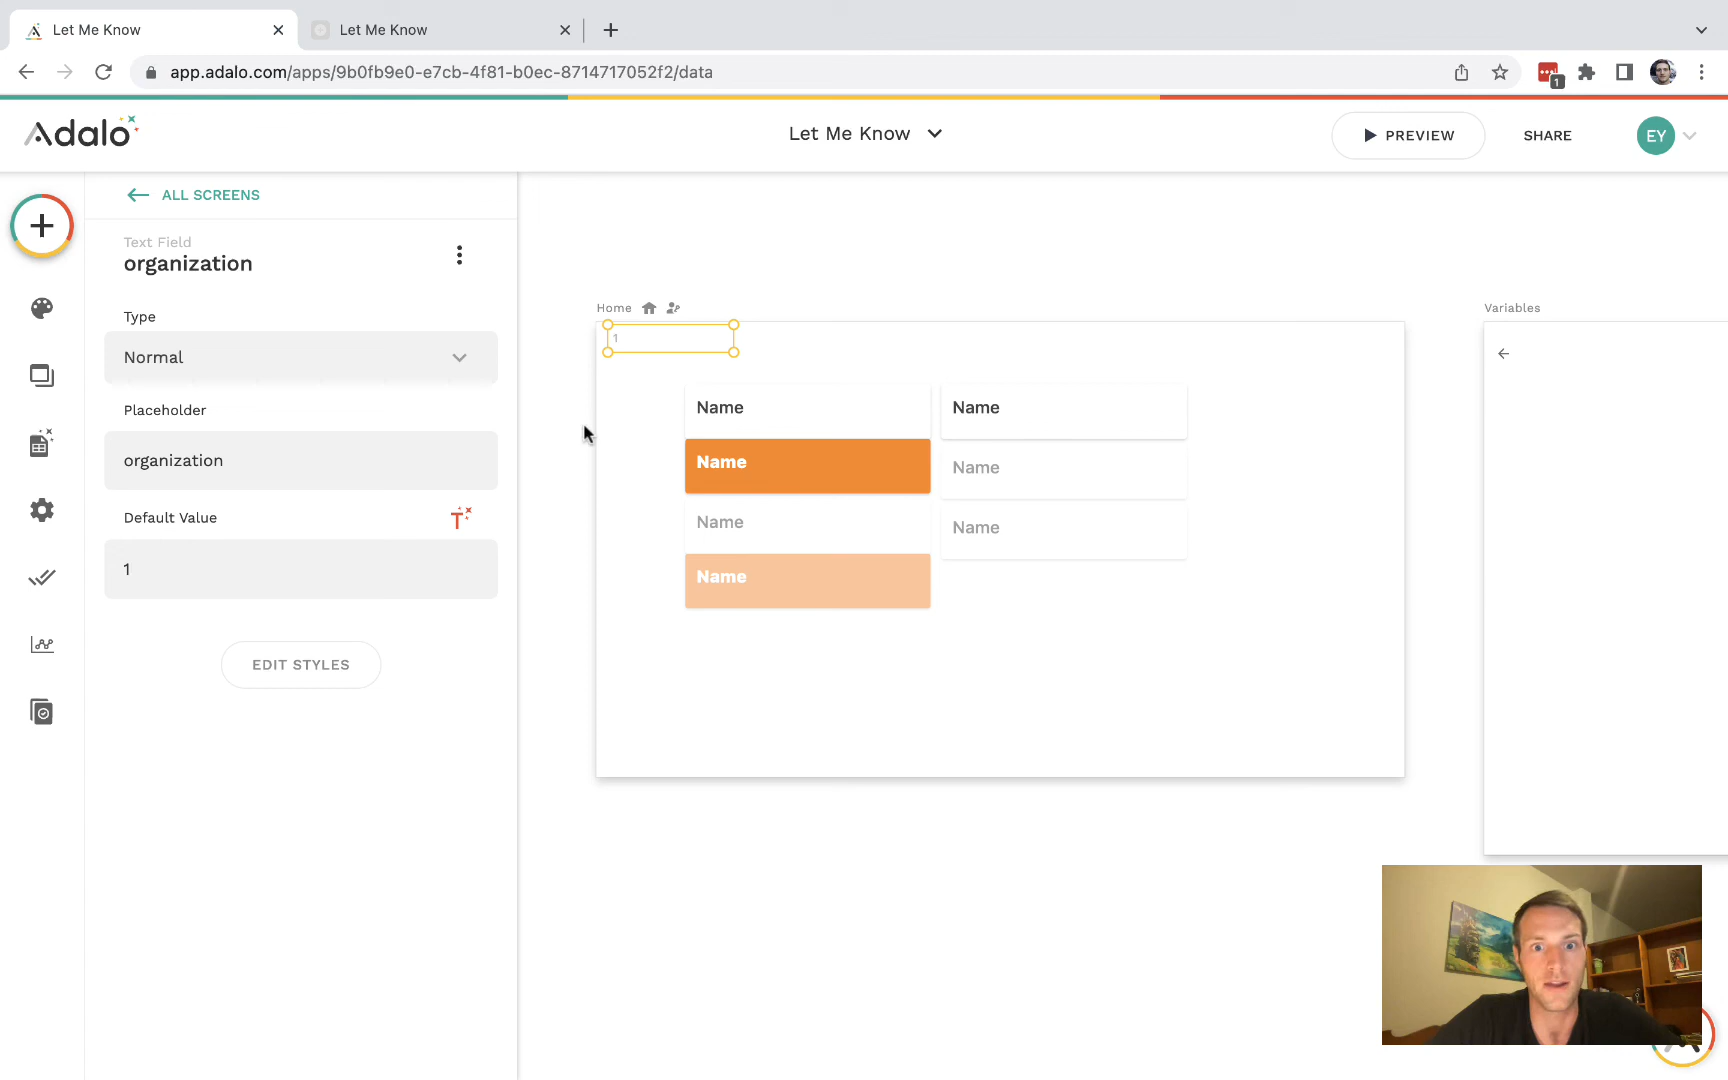 Let Me Know
Let Me Know
app.adalo.com/apps/9b0fb9e0-e7cb-4f81-b0ec-8714717052f2/data
1
Adalo
Let Me Know
PREVIEW
SHARE
EY
ALL SCREENS
Text Field
organization
Type
Normal
Placeholder
organization
Default Value
T
1
EDIT STYLES
Home
Variables
1
Name
Name
Name
Name
Name
Name
Name